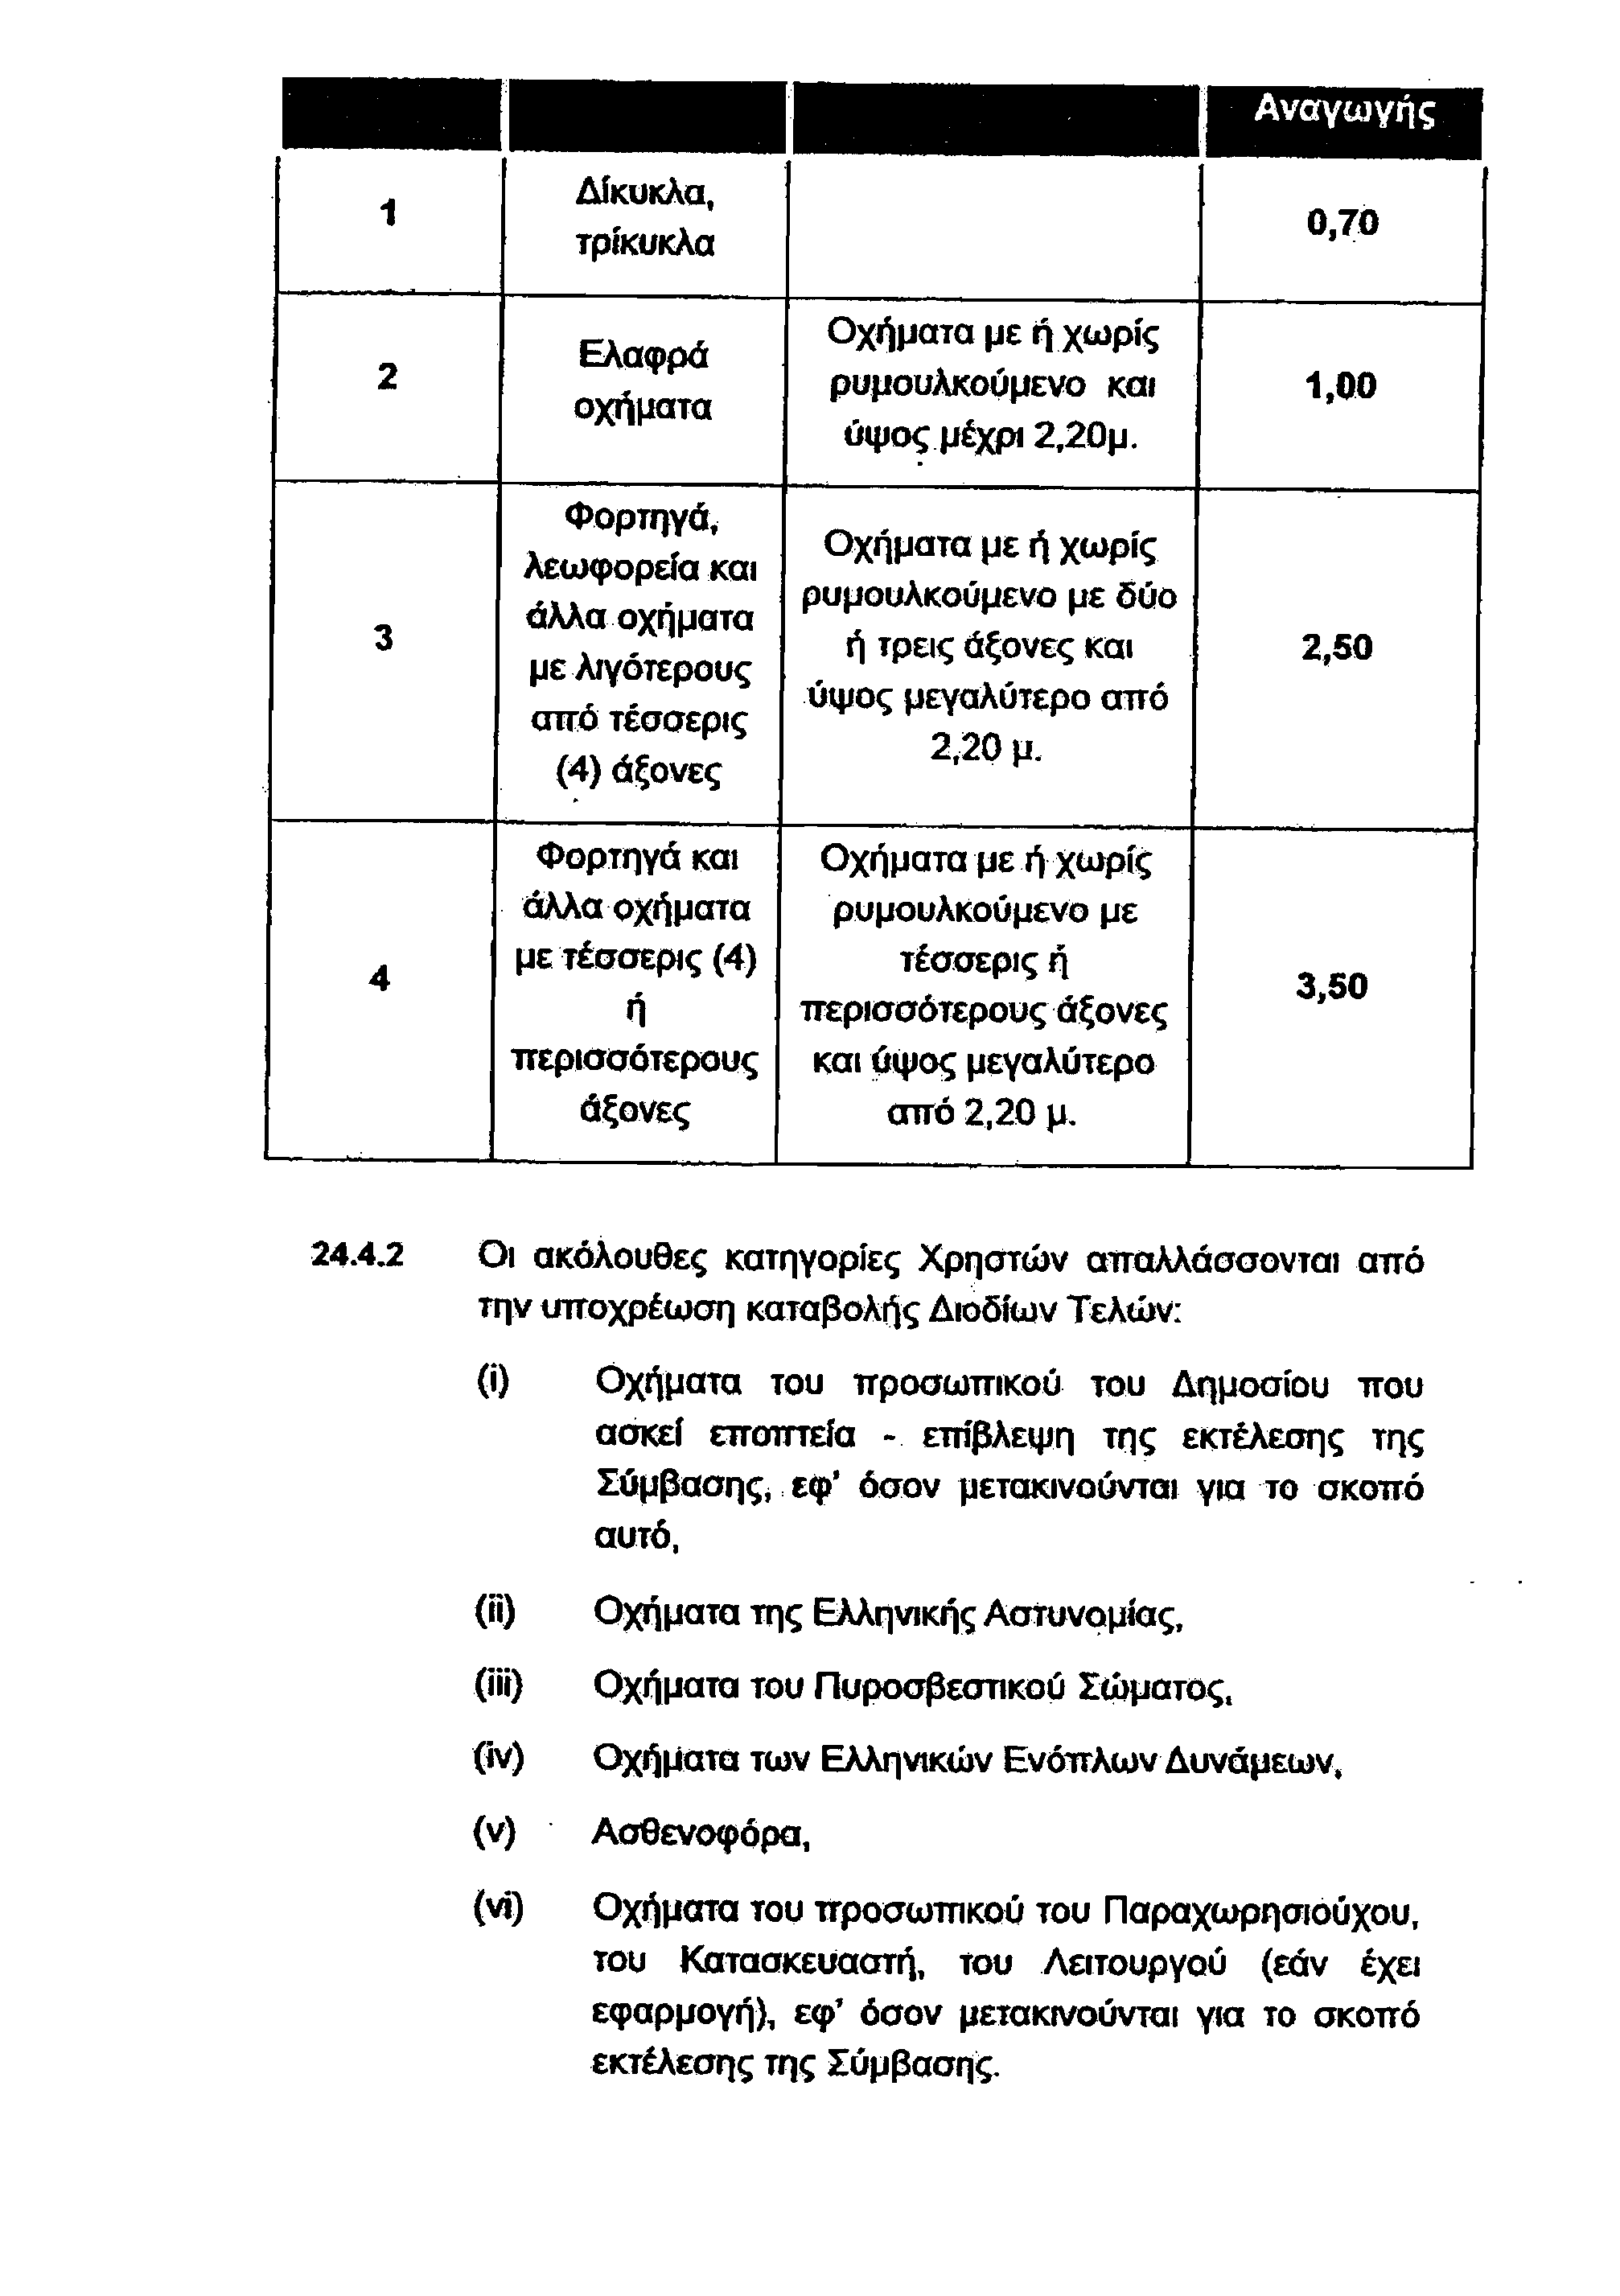 Αναγωγής
1
Δίκυκλα,
τρίκυκλα
0,70
2
Ελαφρά
οχήματα
Οχήματα με ή χωρίς
ρυμουλκούμενο και
ύψος μέχρι 2,20μ.
1,00
3
Φορτηγά,
λεωφορεία και
άλλα οχήματα
με λιγότερους
από τέσσερις
(4) άξονες
Οχήματα με ή χωρίς
ρυμουλκούμενο με δύο
ή τρεις άξονες και
ύψος μεγαλύτερο από
2,20 μ.
2,50
4
Φορτηγά και
άλλα οχήματα
με τέσσερις (4)
ή
περισσότερους
άξονες
Οχήματα με ή χωρίς
ρυμουλκούμενο με
τέσσερις ή
περισσότερους άξονες
και ύψος μεγαλύτερο
από 2,20 μ.
3,50
24.4.2 Οι ακόλουθες κατηγορίες Χρηστών απαλλάσσονται από
την υποχρέωση καταβολής Διοδίων Τελών:
(i) Οχήματα του προσωπικού του Δημοσίου που
ασκεί εποπτεία - επίβλεψη της εκτέλεσης της
Σύμβασης, εφ' όσον μετακινούνται για το σκοπό
αυτό,
(ii) Οχήματα της Ελληνικής Αστυνομίας,
(iii) Οχήματα του Πυροσβεστικού Σώματος,
(iv) Οχήματα των Ελληνικών Ενόπλων Δυνάμεων,
(v) Ασθενοφόρα,
(vi) Οχήματα του προσωπικού του Παραχωρησιούχου,
του Κατασκευαστή, του Λειτουργού (εάν έχει
εφαρμογή), εφ' όσον μετακινούνται για το σκοπό
εκτέλεσης της Σύμβασης.